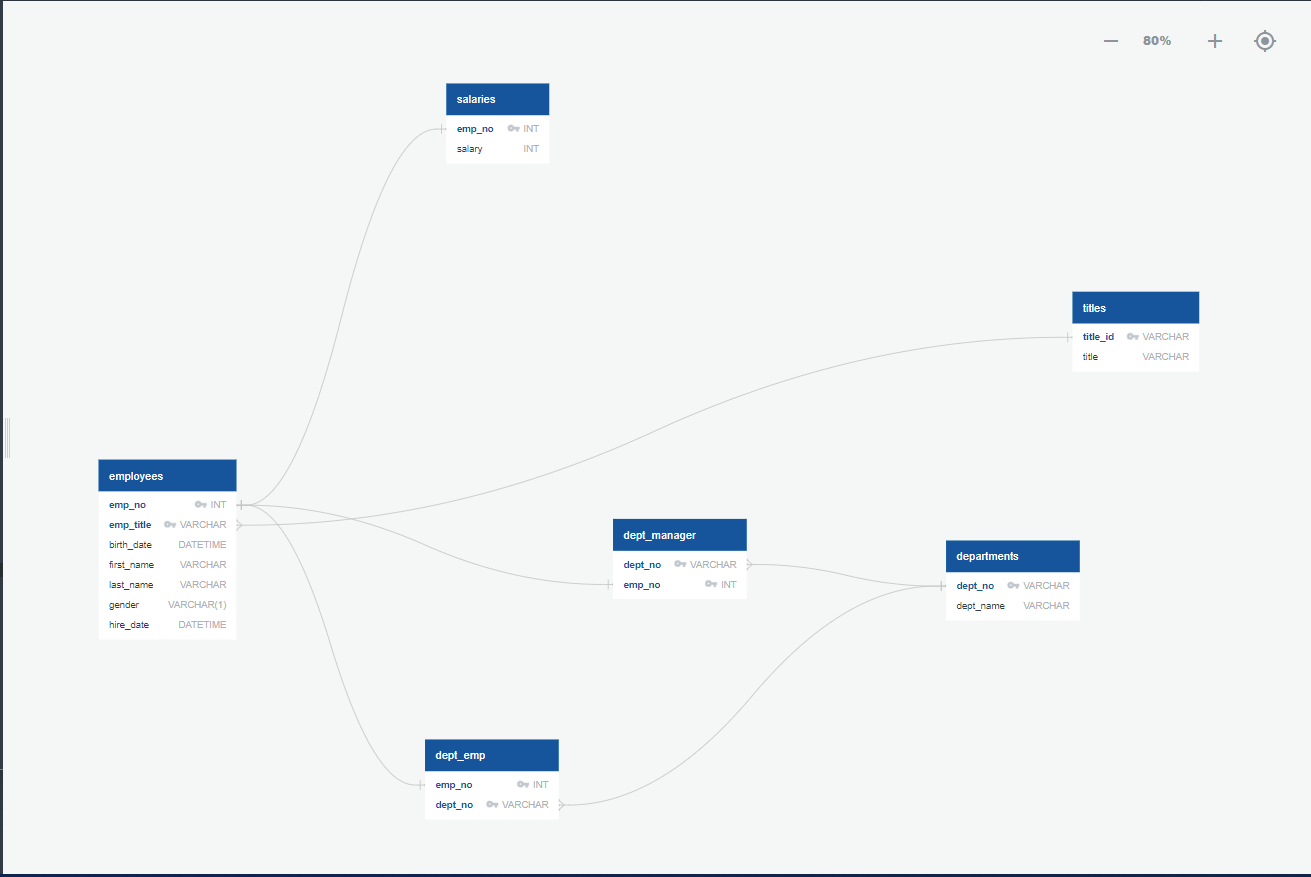 80%
salaries
emp_no INT
salary INT
titles
title_id VARCHAR
title VARCHAR
employees
emp_no INT
emp_title VARCHAR
birth_date DATETIME
first_name VARCHAR
last_name VARCHAR
gender VARCHAR(1)
hire_date DATETIME
dept_manager
dept_no VARCHAR
emp_no INT
departments
dept_no VARCHAR
dept_name VARCHAR
dept_emp
emp_no INT
dept_no VARCHAR